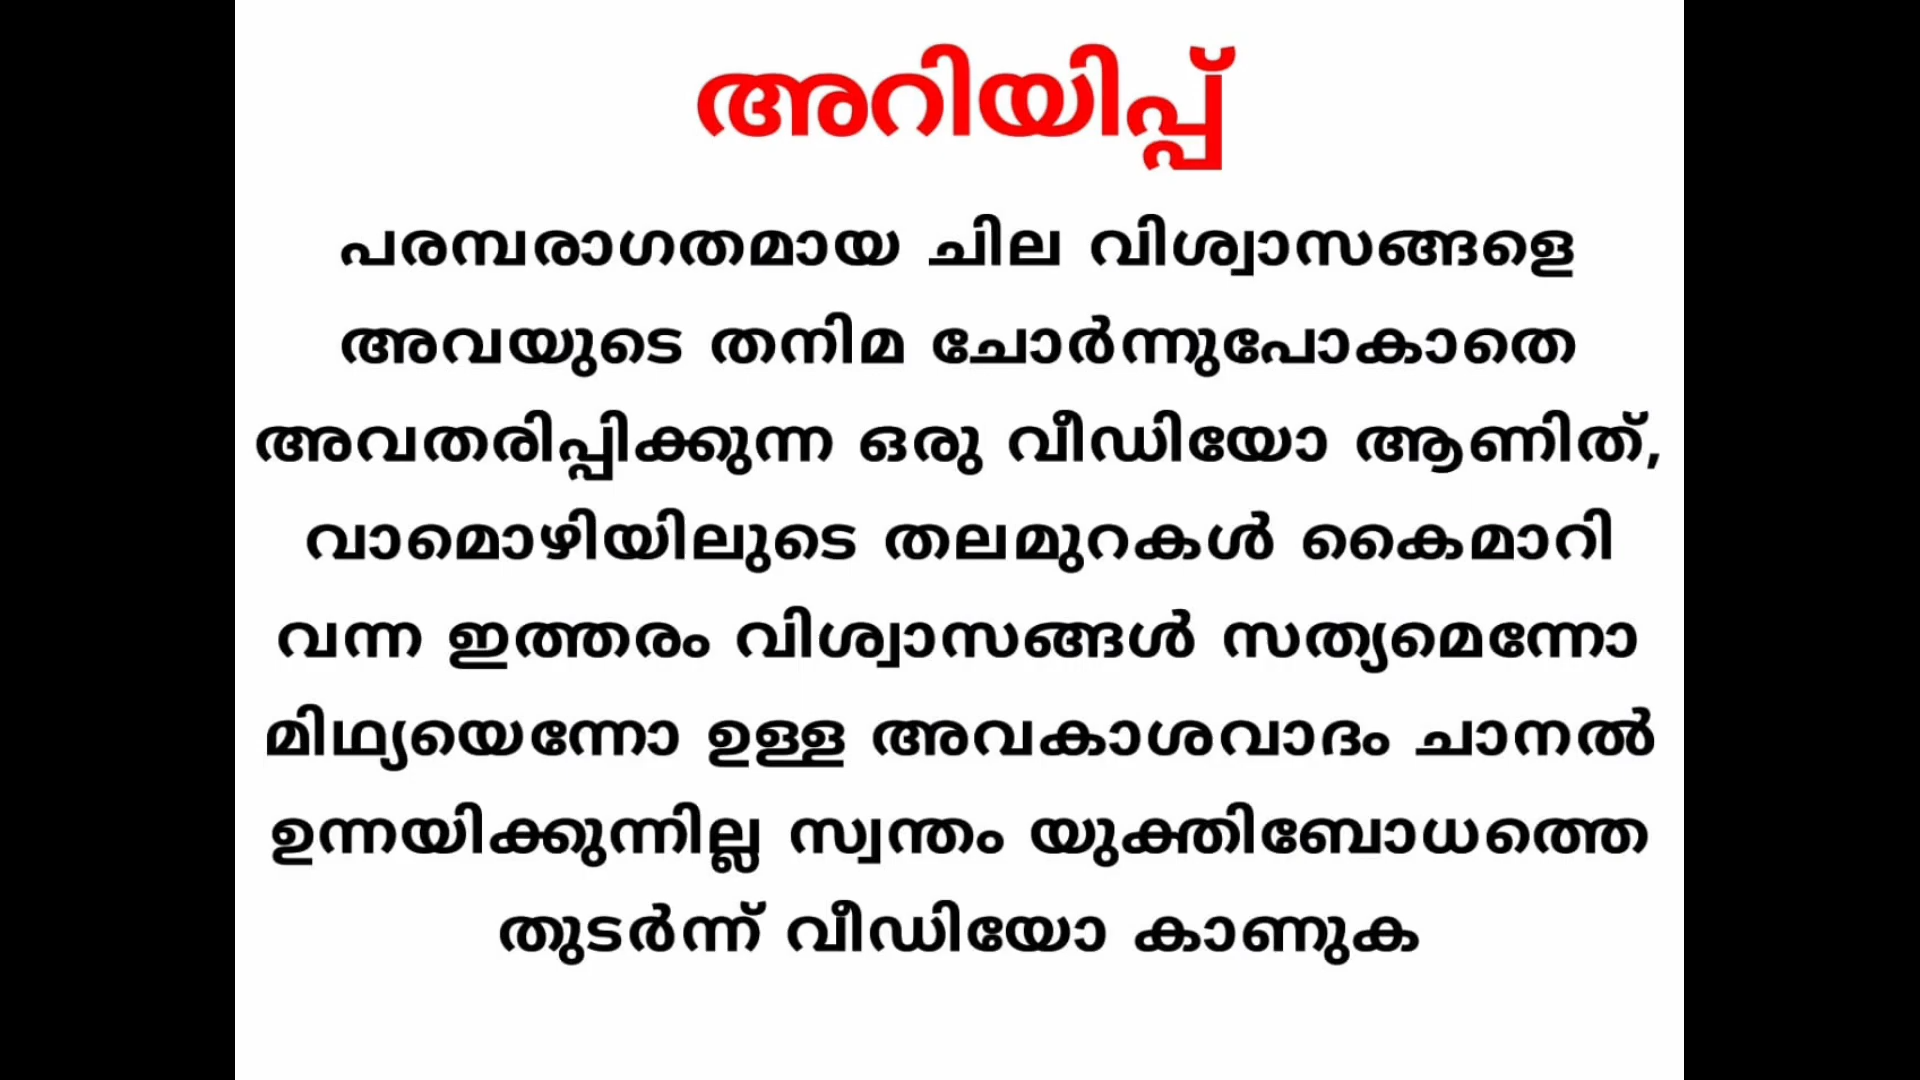 അറിയിപ്പ്
പരമ്പരാഗതമായ ചില വിശ്വാസങ്ങളെ
അവയുടെ തനിമ ചോർന്നുപോകാതെ
അവതരിപ്പിക്കുന്ന ഒരു വീഡിയോ ആണിത്,
വാമൊഴിയിലുടെ തലമുറകൾ കൈമാറി
വന്ന ഇത്തരം വിശ്വാസങ്ങൾ സത്യമെന്നോ
മിഥ്യയെന്നോ ഉള്ള അവകാശവാദം ചാനൽ
ഉന്നയിക്കുന്നില്ല സ്വന്തം യുക്തിബോധത്തെ
തുടർന്ന് വീഡിയോ കാണുക